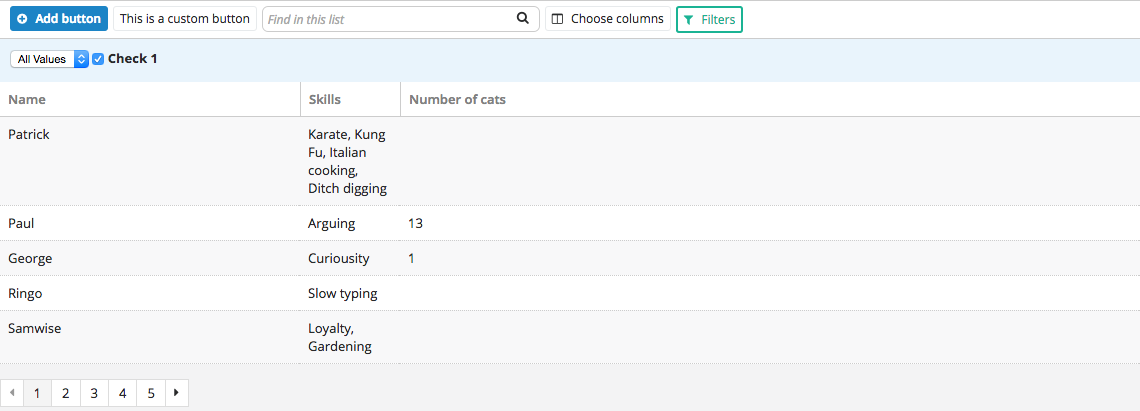 Add button This is a custom button Find in this list Choose columns Filters
All Values Check 1
Name Skills Number of cats
Patrick Karate, Kung
Fu, Italian
cooking,
Ditch digging
Paul Arguing 13
George Curiousity 1
Ringo Slow typing
Samwise Loyalty,
Gardening
1 2 3 4 5